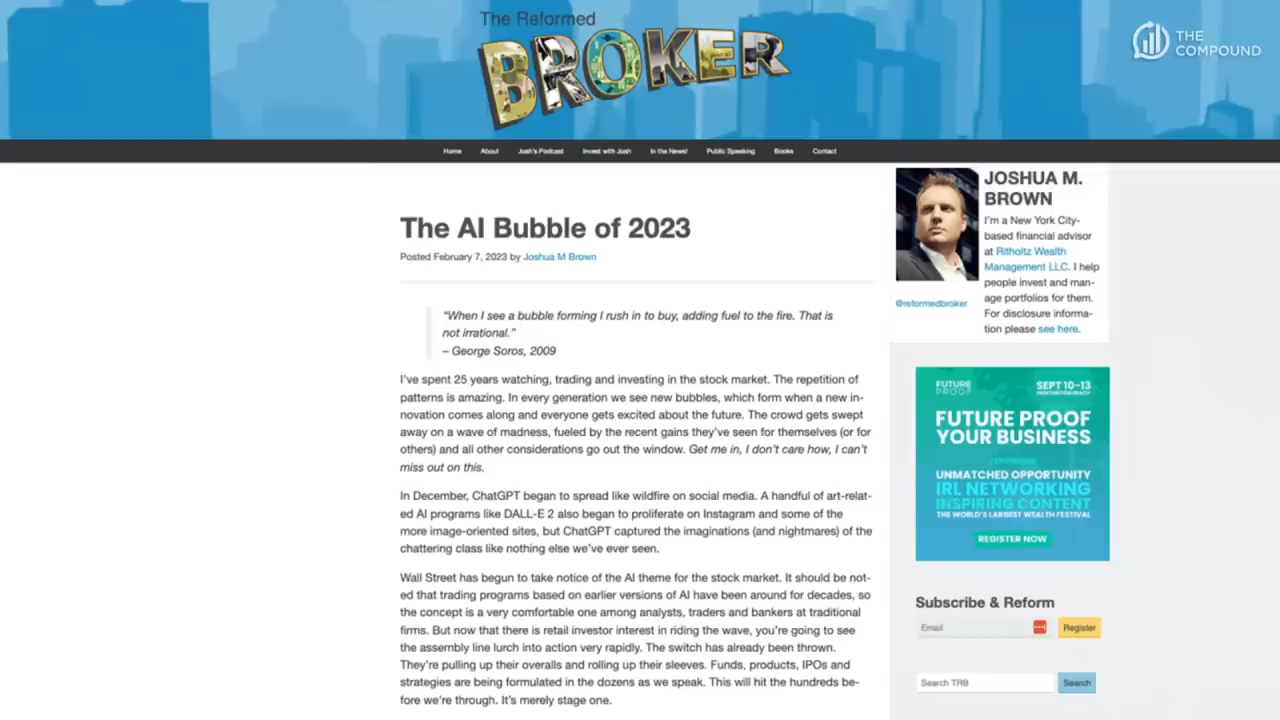 The Reformed
BROKER
THE
COMPOUND
Home About Josh's Podcast Invest with Josh In the News! Public Speaking Books Contact
The AI Bubble of 2023
Posted February 7, 2023 by Joshua M Brown
“When I see a bubble forming I rush in to buy, adding fuel to the fire. That is
not irrational.”
– George Soros, 2009
I've spent 25 years watching, trading and investing in the stock market. The repetition of
patterns is amazing. In every generation we see new bubbles, which form when a new in-
novation comes along and everyone gets excited about the future. The crowd gets swept
away on a wave of madness, fueled by the recent gains they've seen for themselves (or for
others) and all other considerations go out the window. Get me in, I don't care how, I can't
miss out on this.
In December, ChatGPT began to spread like wildfire on social media. A handful of art-relat-
ed AI programs like DALL-E 2 also began to proliferate on Instagram and some of the
more image-oriented sites, but ChatGPT captured the imaginations (and nightmares) of the
chattering class like nothing else we've ever seen.
Wall Street has begun to take notice of the AI theme for the stock market. It should be not-
ed that trading programs based on earlier versions of AI have been around for decades, so
the concept is a very comfortable one among analysts, traders and bankers at traditional
firms. But now that there is retail investor interest in riding the wave, you're going to see
the assembly line lurch into action very rapidly. The switch has already been thrown.
They're pulling up their overalls and rolling up their sleeves. Funds, products, IPOs and
strategies are being formulated in the dozens as we speak. This will hit the hundreds be-
fore we're through. It's merely stage one.
JOSHUA M.
BROWN
I'm a New York City-
based financial advisor
at Ritholtz Wealth
Management LLC. I help
people invest and man-
age portfolios for them.
For disclosure informa-
tion please see here.
@reformedbroker
FUTURE
PROOF
SEPT 10–13
HUNTINGTON BEACH
FUTURE PROOF
YOUR BUSINESS
UNMATCHED OPPORTUNITY
IRL NETWORKING
INSPIRING CONTENT
THE WORLD'S LARGEST WEALTH FESTIVAL
REGISTER NOW
Subscribe & Reform
Email
Register
Search TRB
Search